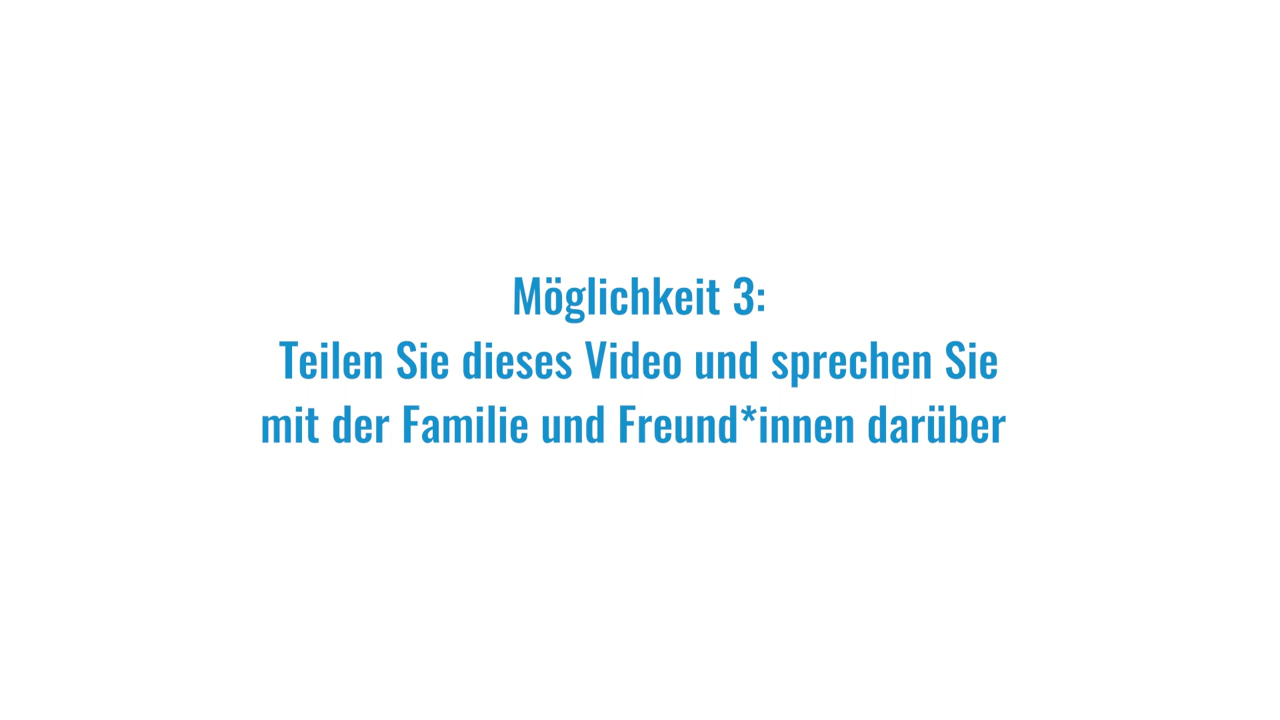 Möglichkeit 3:
Teilen Sie dieses Video und sprechen Sie
mit der Familie und Freund*innen darüber